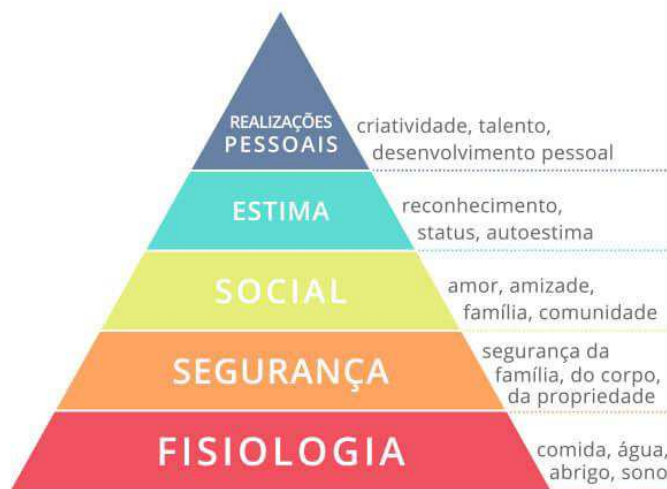 REALIZAÇÕES
PESSOAIS
criatividade, talento,
desenvolvimento pessoal
ESTIMA
reconhecimento,
status, autoestima
SOCIAL
amor, amizade,
família, comunidade
SEGURANÇA
segurança da
família, do corpo,
da propriedade
FISIOLOGIA
comida, água,
abrigo, sono